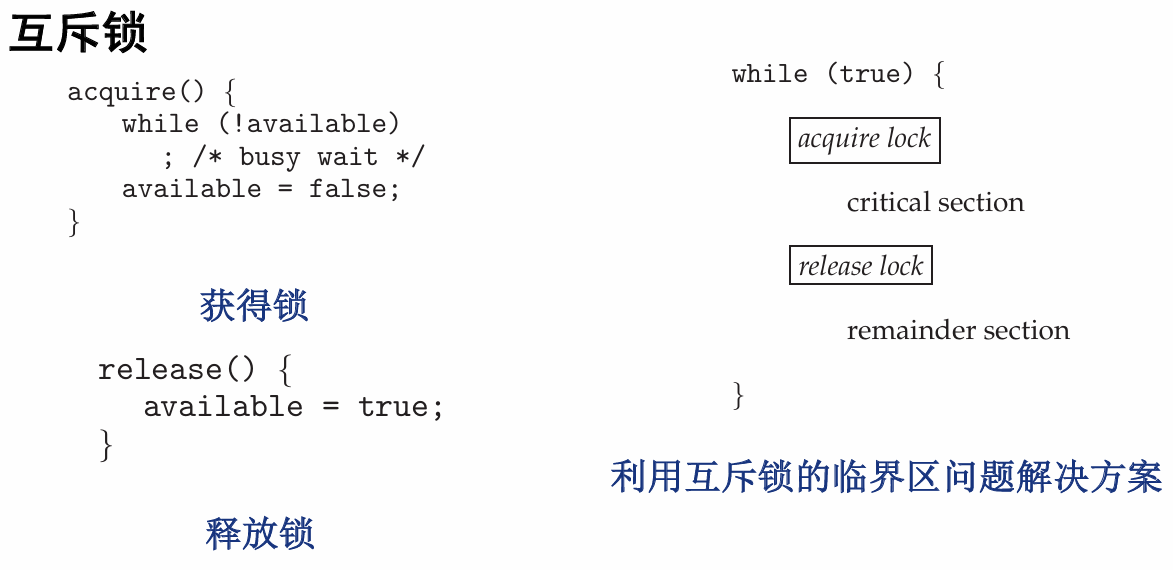 互斥锁
acquire() {
while (!available)
; /* busy wait */
available = false;
}
获得锁
release() {
available = true;
}
释放锁
while (true) {
acquire lock
critical section
release lock
remainder section
}
利用互斥锁的临界区问题解决方案